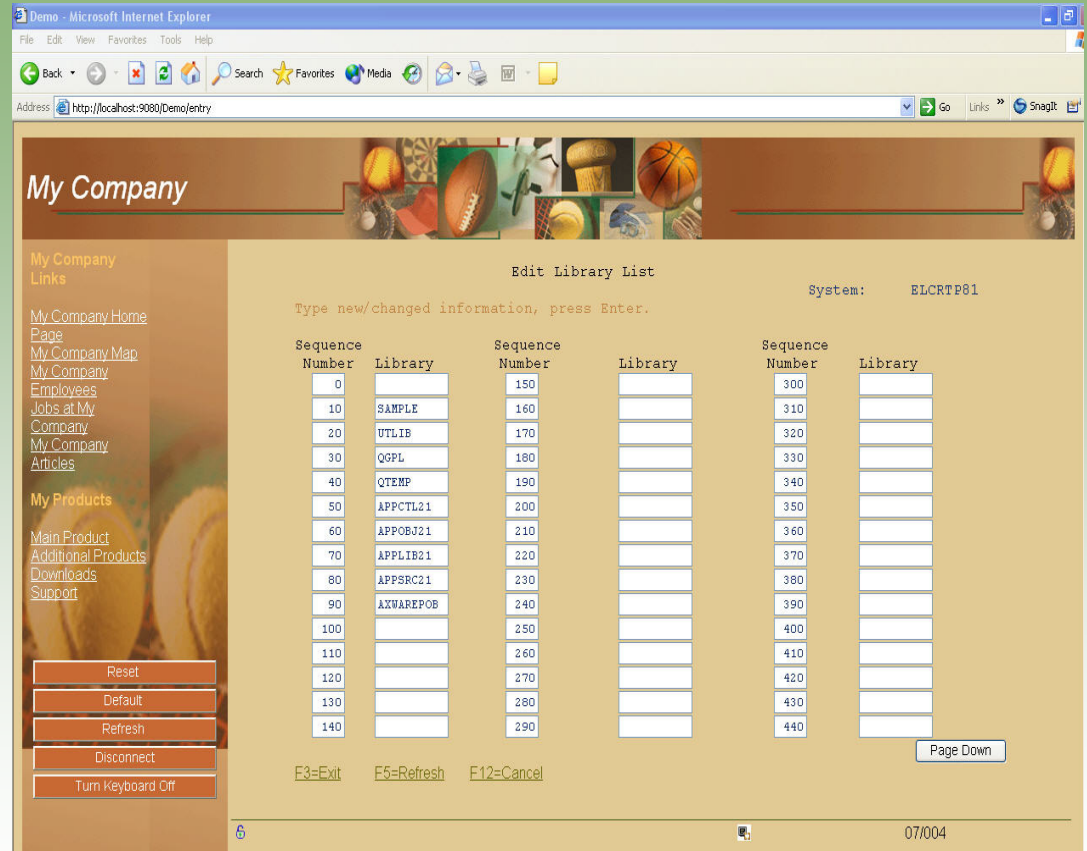 Demo - Microsoft Internet Explorer
File Edit View Favorites Tools Help
Back Search Favorites Media
Address http://localhost:9080/Demo/entry Go Links » SnagIt
My Company
My Company
Links
My Company Home
Page
My Company Map
My Company
Employees
Jobs at My
Company
My Company
Articles
My Products
Main Product
Additional Products
Downloads
Support
Reset
Default
Refresh
Disconnect
Turn Keyboard Off
Edit Library List
System: ELCRTP81
Type new/changed information, press Enter.
Sequence Sequence Sequence
Number Library Number Library Number Library
0 150 300
10 SAMPLE 160 310
20 UTLIB 170 320
30 QGPL 180 330
40 QTEMP 190 340
50 APPCTL21 200 350
60 APPOBJ21 210 360
70 APPLIB21 220 370
80 APPSRC21 230 380
90 AXWAREPOB 240 390
100 250 400
110 260 410
120 270 420
130 280 430
140 290 440
Page Down
F3=Exit F5=Refresh F12=Cancel
07/004